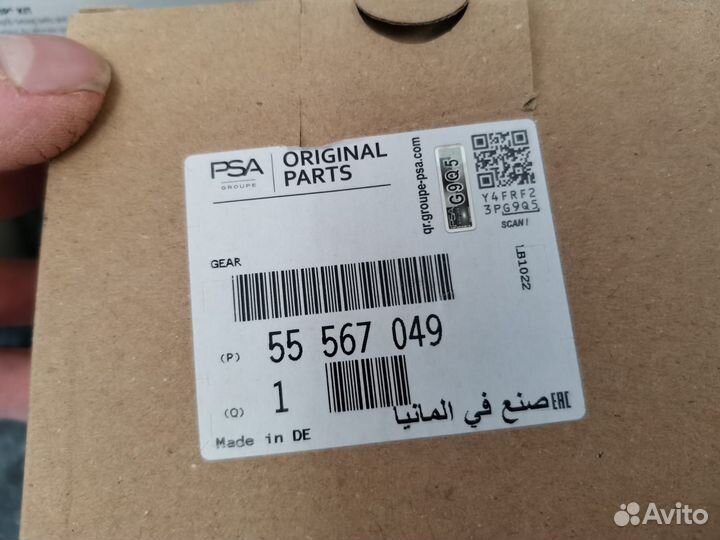 PSA
GROUPE
ORIGINAL
PARTS
qr.groupe-psa.com
G9Q5
Y4FRF2
3PG9Q5
SCAN!
LB1022
GEAR
(P) 55 567 049
(Q) 1
Made in DE
صنع في المانيا
EAC
Avito